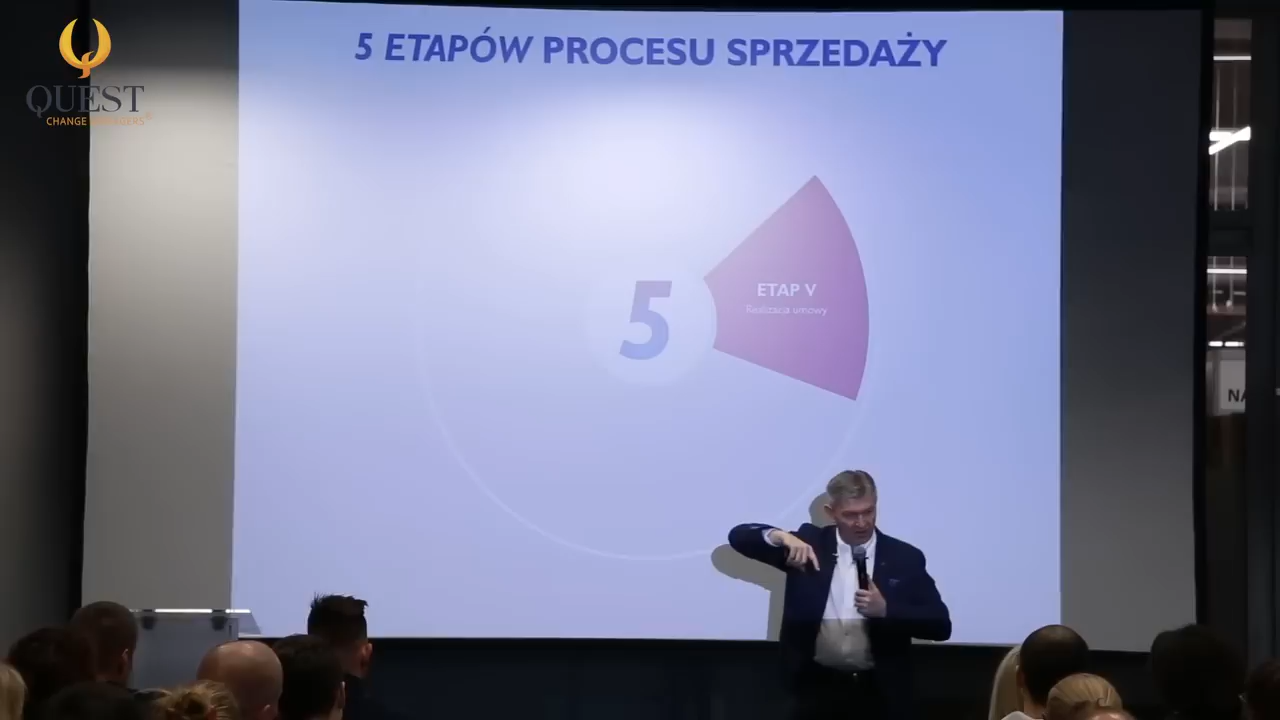 QUEST
CHANGE MANAGERS
5 ETAPÓW PROCESU SPRZEDAŻY
5
ETAP V
Realizacja umowy